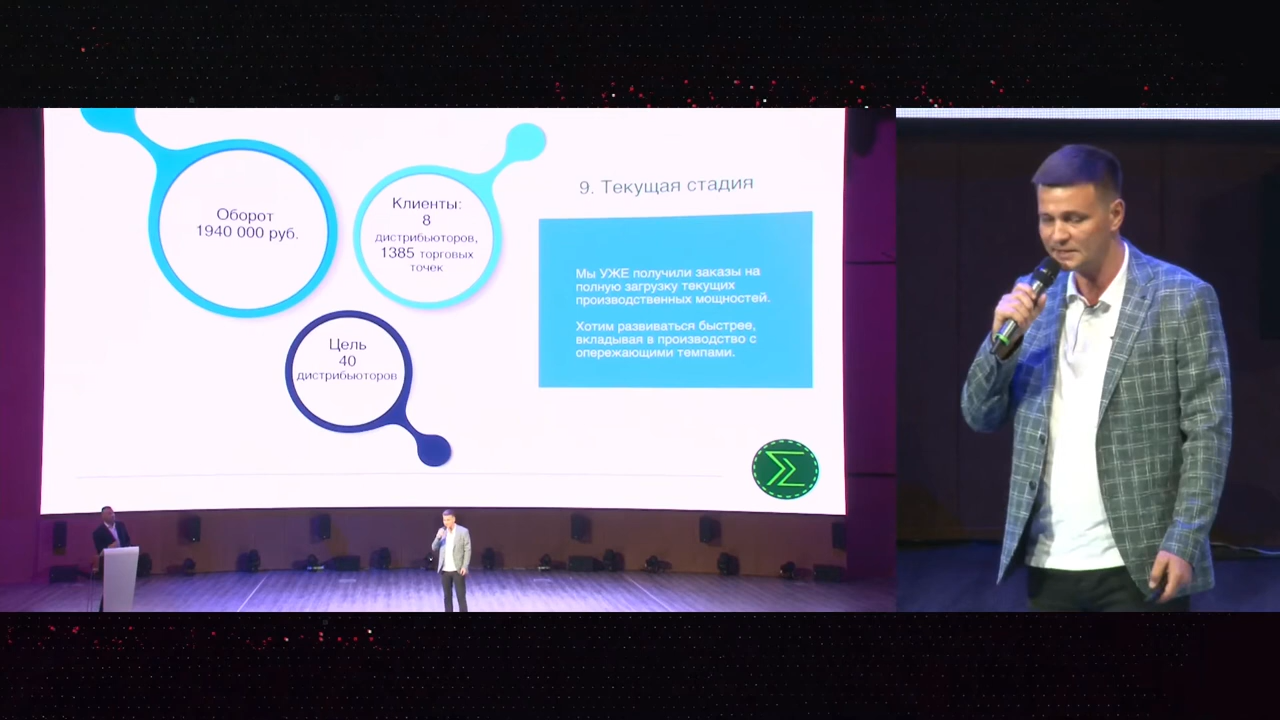 Оборот
1940 000 руб.
Клиенты:
8
дистрибьюторов,
1385 торговых
точек
Цель
40
дистрибьюторов
9. Текущая стадия
Мы УЖЕ получили заказы на
полную загрузку текущих
производственных мощностей.
Хотим развиваться быстрее,
вкладывая в производство с
опережающими темпами.